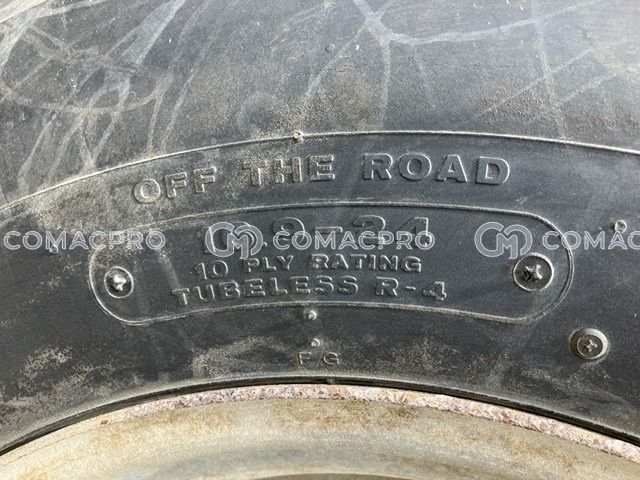 OFF THE ROAD
COMACPRO COMACPRO COMACPRO
10 PLY RATING
TUBELESS R-4
FG